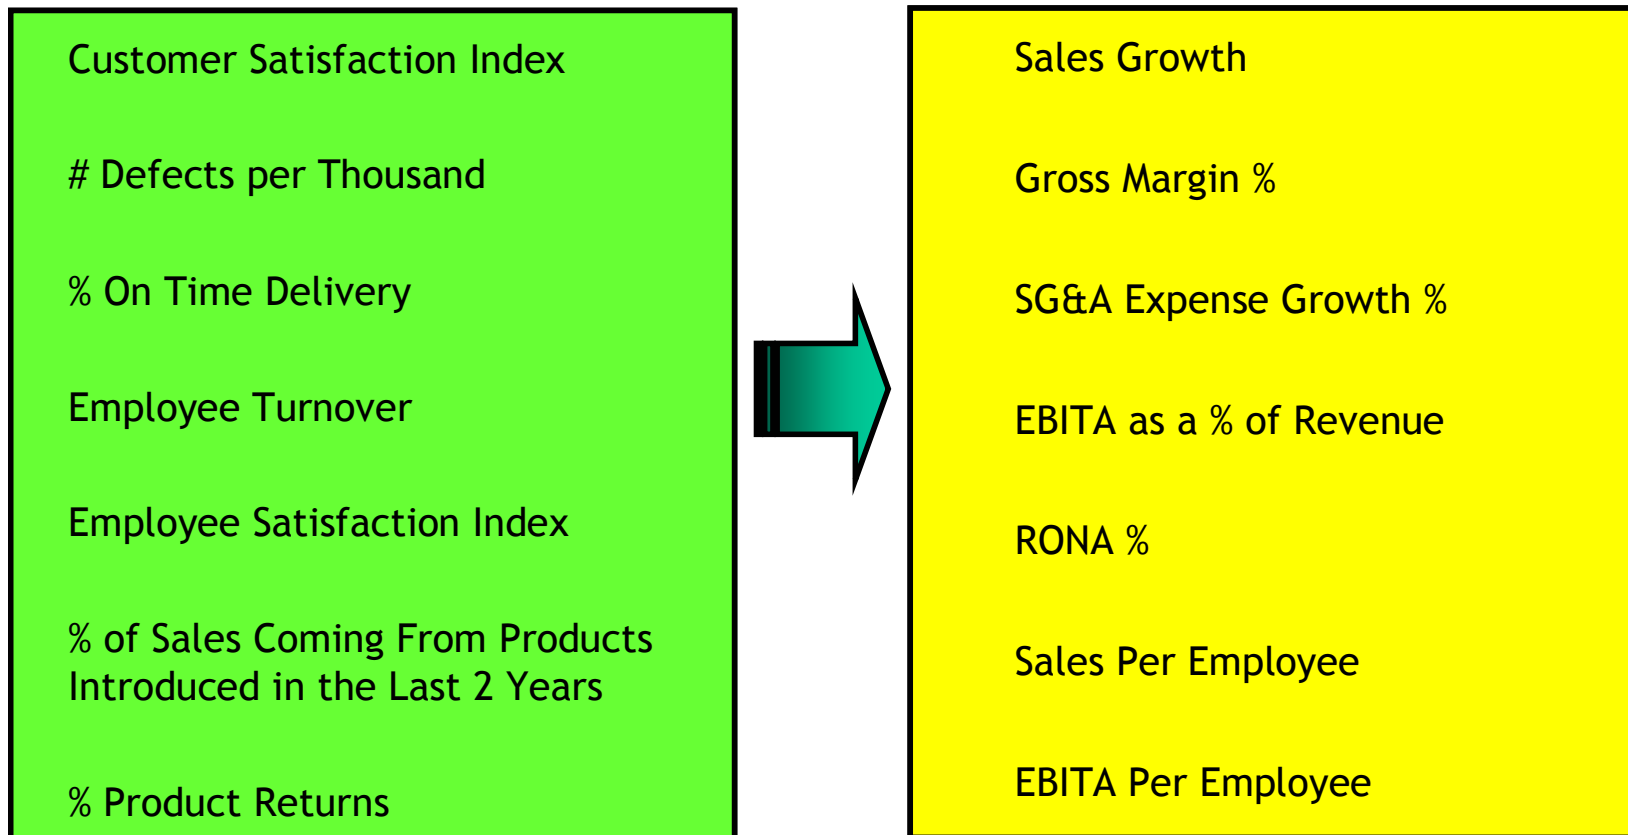 Customer Satisfaction Index
# Defects per Thousand
% On Time Delivery
Employee Turnover
Employee Satisfaction Index
% of Sales Coming From Products
Introduced in the Last 2 Years
% Product Returns
Sales Growth
Gross Margin %
SG&A Expense Growth %
EBITA as a % of Revenue
RONA %
Sales Per Employee
EBITA Per Employee